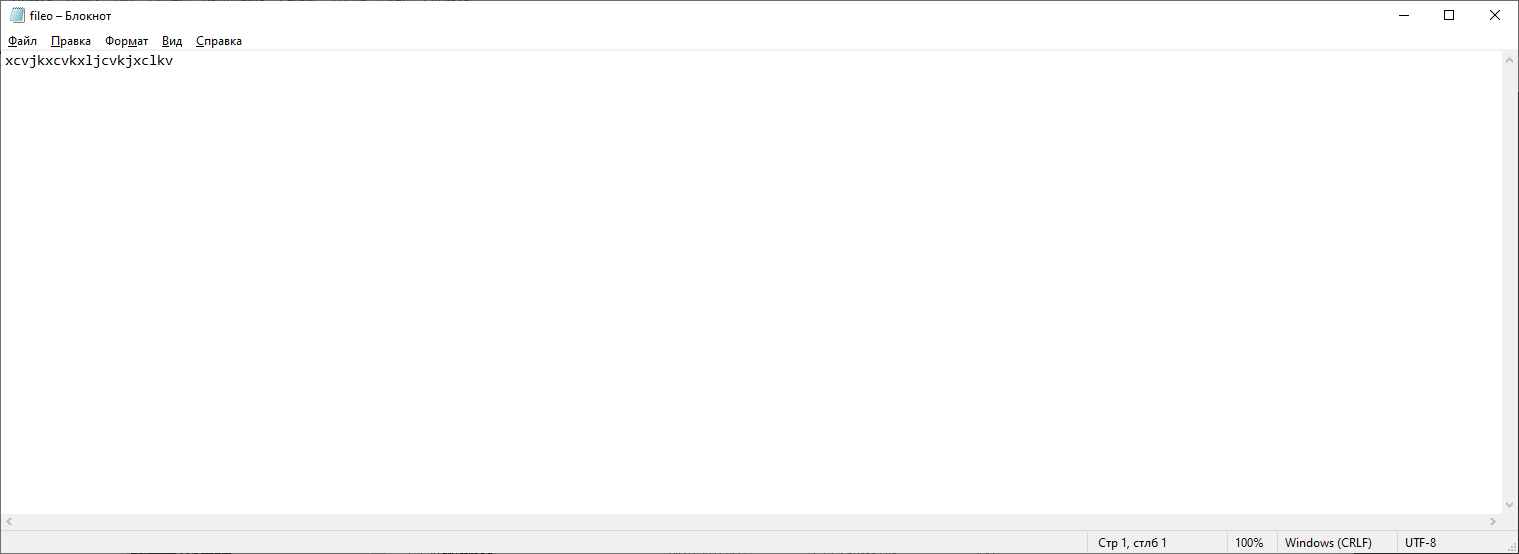 fileo – Блокнот
Файл Правка Формат Вид Справка
xcvjkxcvkxljcvkjxclkv
Стр 1, стлб 1 100% Windows (CRLF) UTF-8